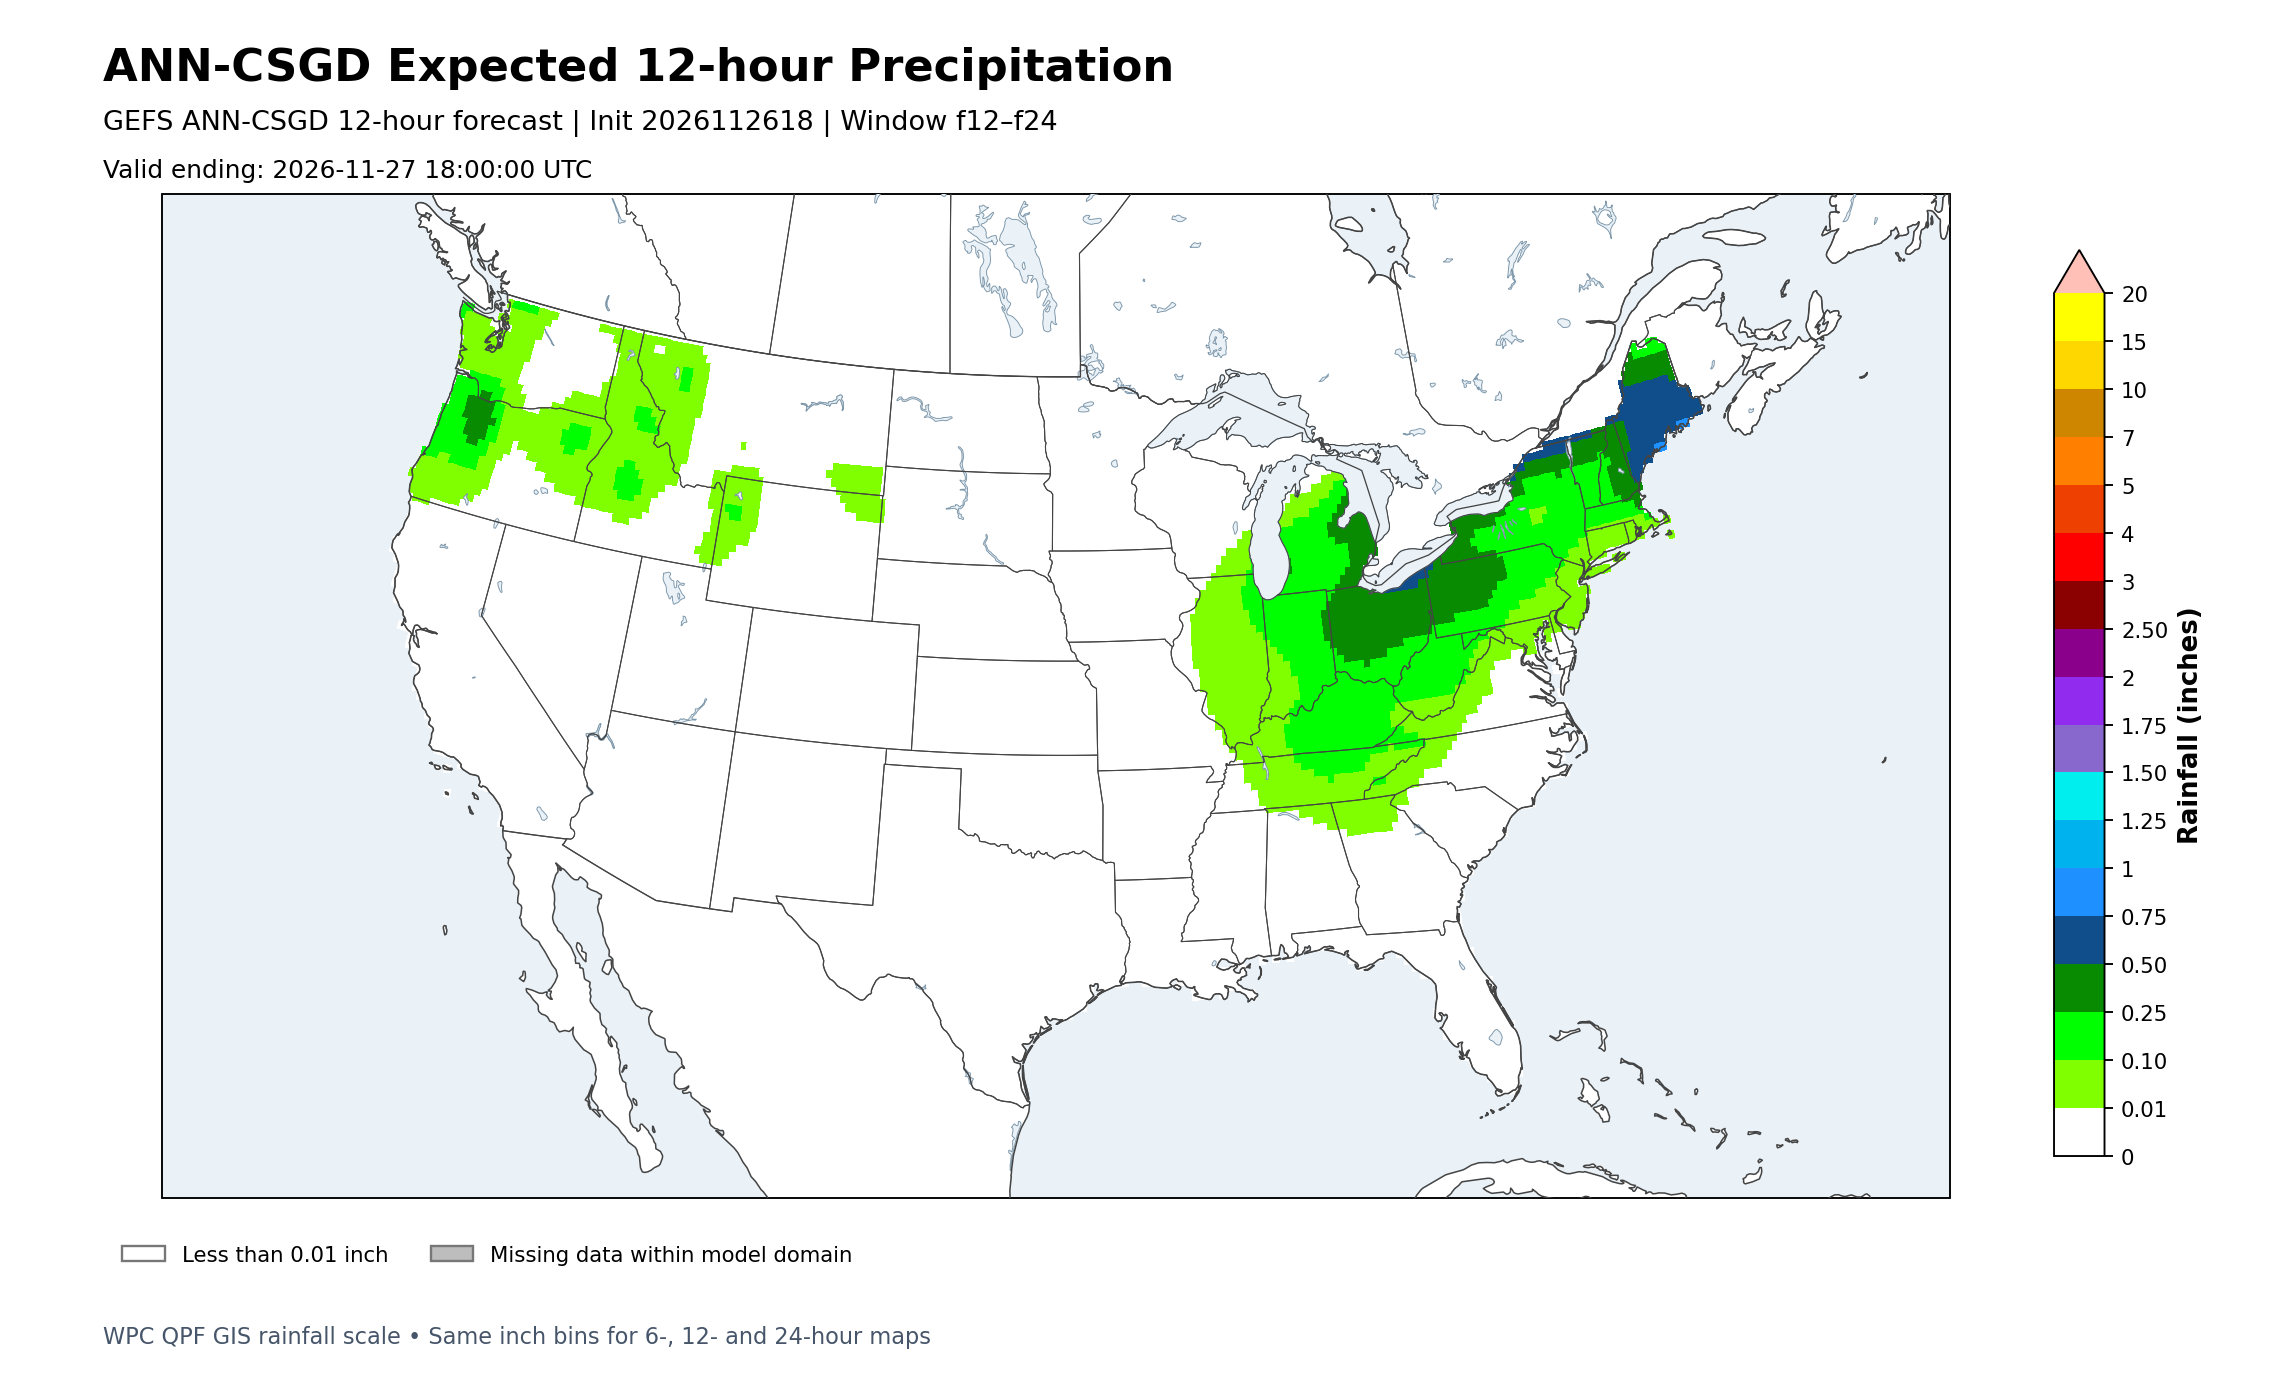 ANN-CSGD Expected 12-hour Precipitation
GEFS ANN-CSGD 12-hour forecast | Init 2026112618 | Window f12–f24
Valid ending: 2026-11-27 18:00:00 UTC
20
15
10
7
5
4
3
2.50
2
1.75
1.50
1.25
1
0.75
0.50
0.25
0.10
0.01
0
Rainfall (inches)
Less than 0.01 inch
Missing data within model domain
WPC QPF GIS rainfall scale • Same inch bins for 6-, 12- and 24-hour maps